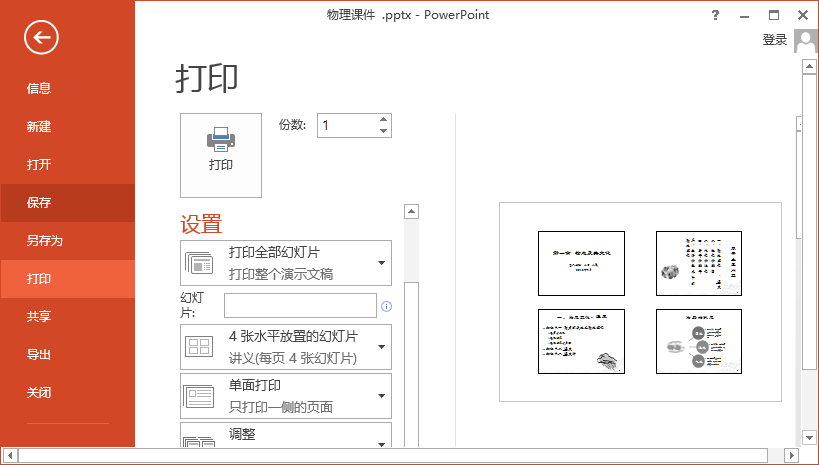 物理课件 .pptx - PowerPoint
?
登录
信息
新建
打开
保存
另存为
打印
共享
导出
关闭
打印
打印
份数:
1
设置
打印全部幻灯片
打印整个演示文稿
幻灯
片:
4 张水平放置的幻灯片
讲义(每页 4 张幻灯片)
单面打印
只打印一侧的页面
调整